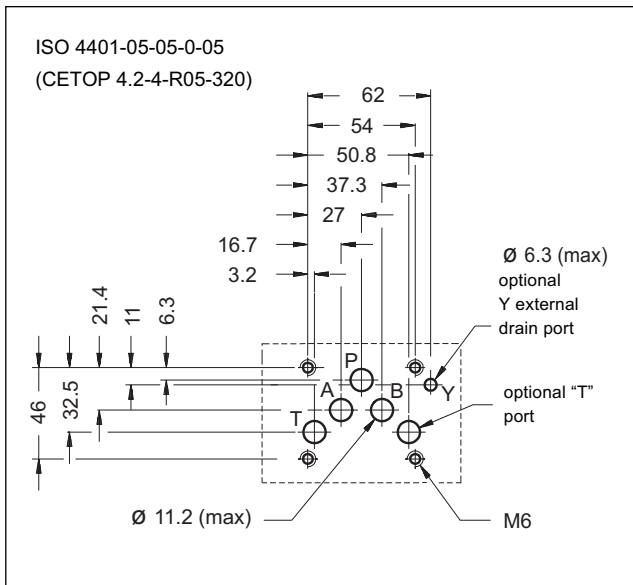 ISO 4401-05-05-0-05
(CETOP 4.2-4-R05-320)
62
54
50.8
37.3
27
16.7
3.2
Ø 6.3 (max)
optional
Y external
drain port
21.4
11
6.3
46
32.5
P
A
B
Y
T
optional “T”
port
Ø 11.2 (max)
M6